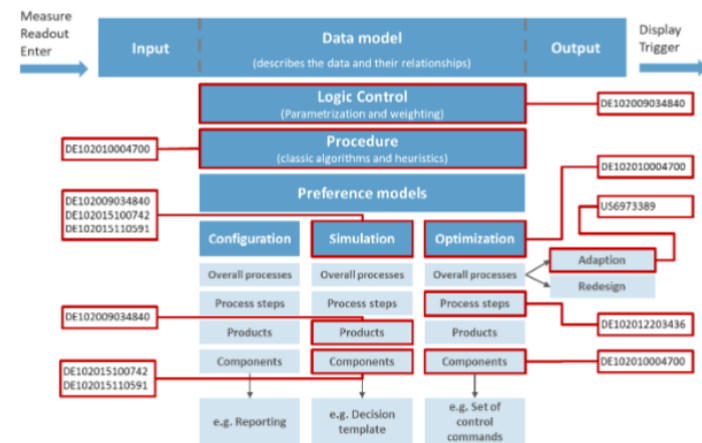 Measure
Readout
Enter
Input
Data model
(describes the data and their relationships)
Output
Display
Trigger
Logic Control
(Parametrization and weighting)
DE102009034840
DE102010004700
Procedure
(classic algorithms and heuristics)
DE102010004700
Preference models
DE102009034840
DE102015100742
DE102015110591
US6973389
Configuration
Simulation
Optimization
Overall processes
Overall processes
Overall processes
Adaption
Redesign
Process steps
Process steps
Process steps
DE102009034840
Products
Products
Products
DE102012203436
Components
Components
Components
DE102010004700
DE102015100742
DE102015110591
e.g. Reporting
e.g. Decision
template
e.g. Set of
control
commands